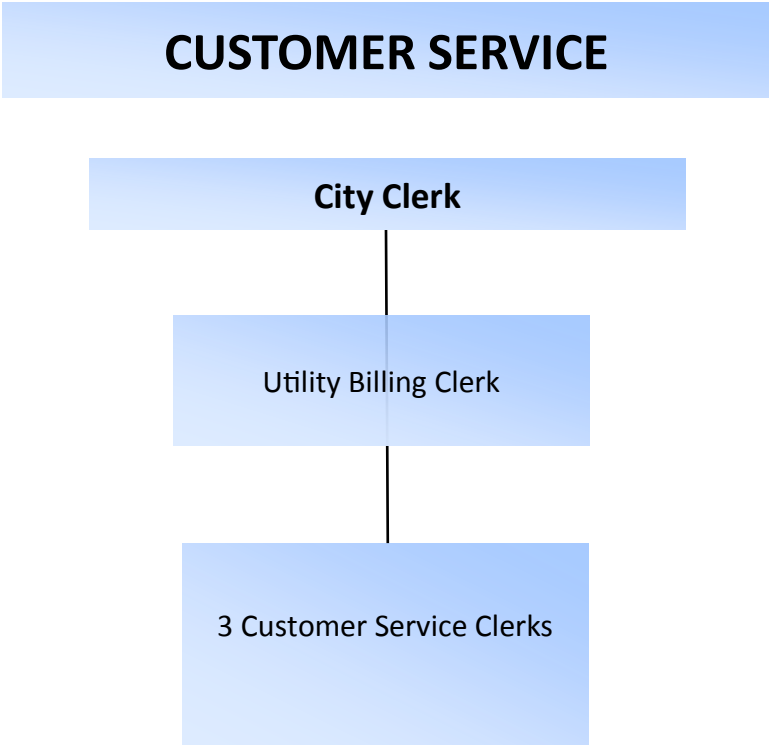 CUSTOMER SERVICE
City Clerk
Utility Billing Clerk
3 Customer Service Clerks